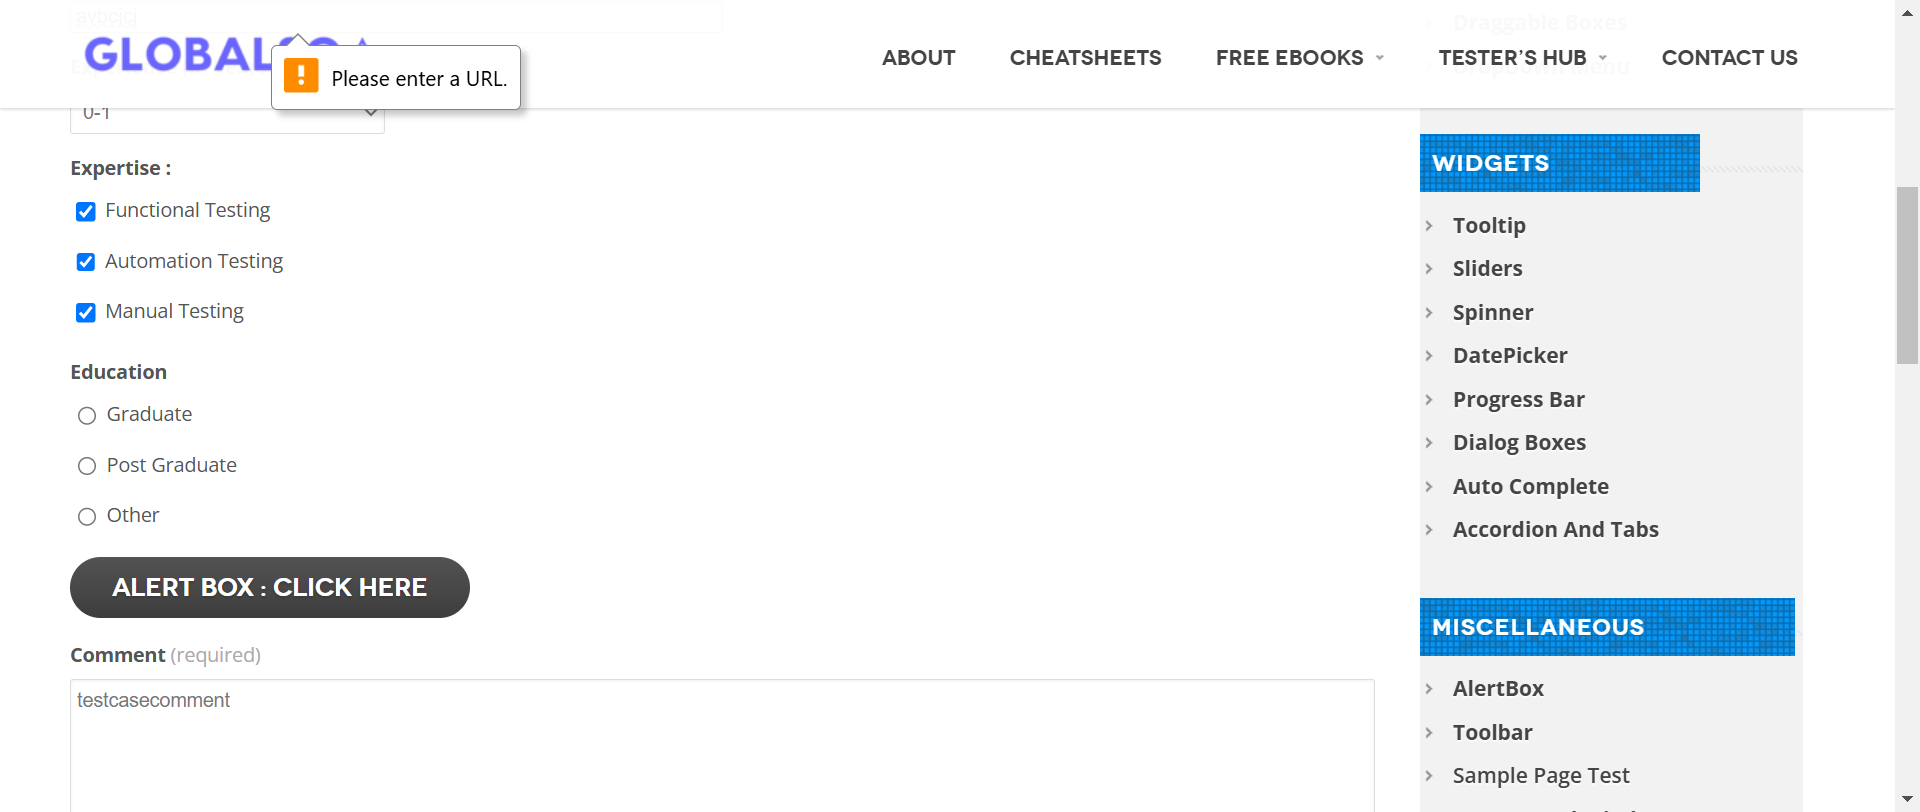 avbcjcj
Draggable Boxes
GLOBALSQA
Please enter a URL.
ABOUT
CHEATSHEETS
FREE EBOOKS
TESTER'S HUB
CONTACT US
DropDown Menu
0-1
Expertise :
Functional Testing
Automation Testing
Manual Testing
Education
Graduate
Post Graduate
Other
ALERT BOX : CLICK HERE
Comment (required)
testcasecomment
WIDGETS
Tooltip
Sliders
Spinner
DatePicker
Progress Bar
Dialog Boxes
Auto Complete
Accordion And Tabs
MISCELLANEOUS
AlertBox
Toolbar
Sample Page Test